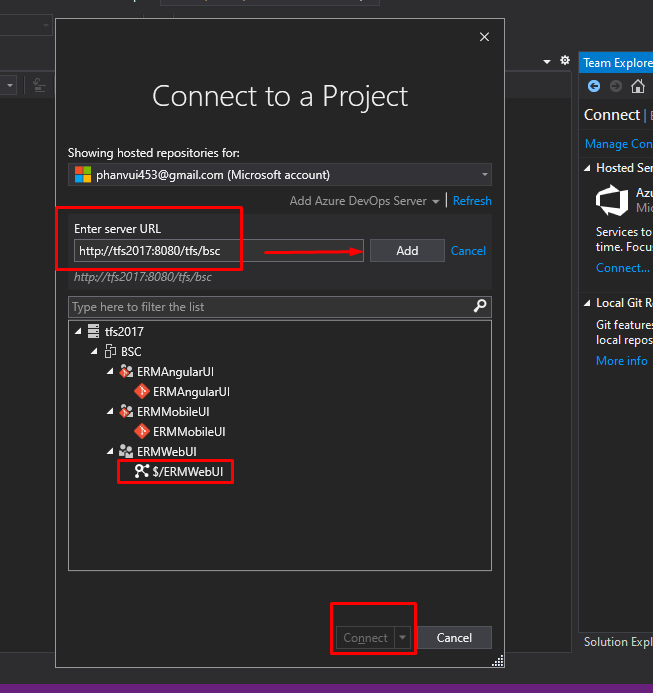 Connect to a Project
Showing hosted repositories for:
phanvui453@gmail.com (Microsoft account)
Add Azure DevOps Server
Refresh
Enter server URL
http://tfs2017:8080/tfs/bsc
Add
Cancel
http://tfs2017:8080/tfs/bsc
Type here to filter the list
tfs2017
BSC
ERMAngularUI
ERMAngularUI
ERMMobileUI
ERMMobileUI
ERMWebUI
$/ERMWebUI
Connect
Cancel
Team Explore
Connect |
Manage Con
Hosted Ser
Azu
Micros
Services to
time. Focu
Connect...
Local Git R
Git features
local repos
More info
Solution Expl